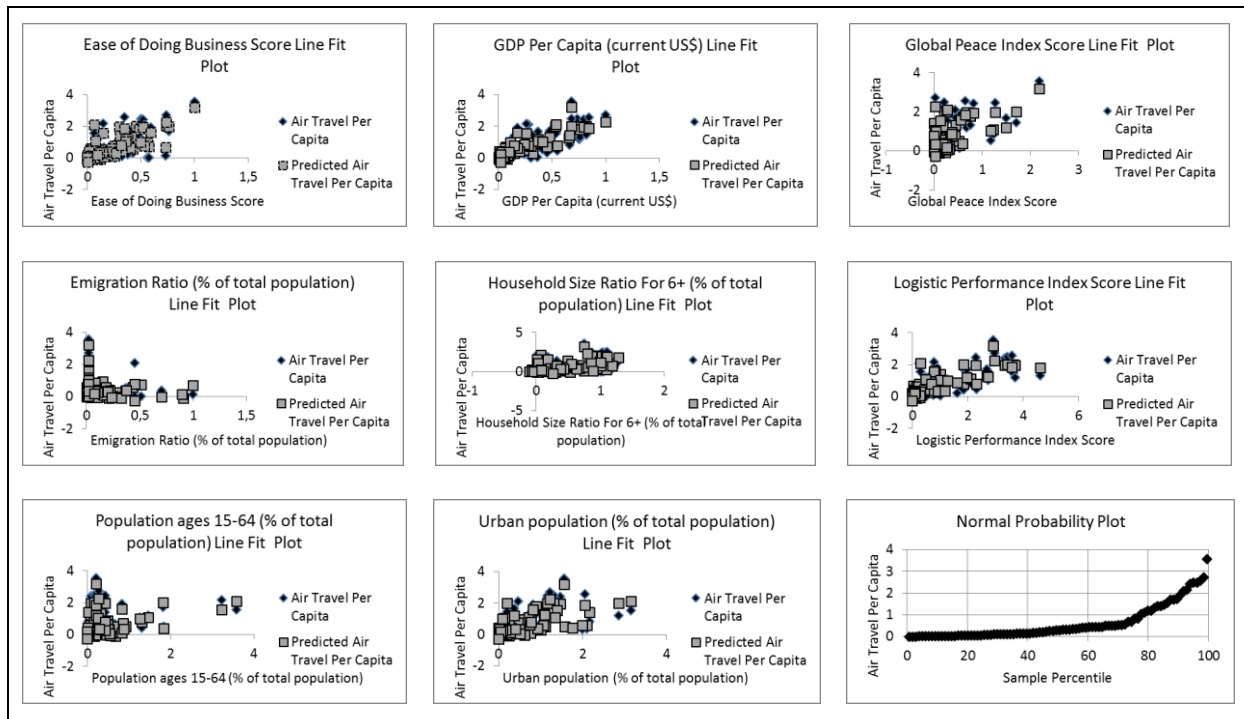 Ease of Doing Business Score Line Fit
Plot
Air Travel Per Capita
4
2
0
-2
0
0,5
1
1,5
Air Travel Per
Capita
Predicted Air
Travel Per Capita
Ease of Doing Business Score
GDP Per Capita (current US$) Line Fit
Plot
Air Travel Per Capita
4
2
0
-2
0
0,5
1
1,5
Air Travel Per
Capita
Predicted Air
Travel Per Capita
GDP Per Capita (current US$)
Global Peace Index Score Line Fit Plot
Air Travel Per Capita
4
2
0
-2
-1
0
1
2
3
Air Travel Per
Capita
Predicted Air
Travel Per Capita
Global Peace Index Score
Emigration Ratio (% of total population)
Line Fit Plot
Air Travel Per Capita
4
2
0
-2
0
0,5
1
1,5
Air Travel Per
Capita
Predicted Air
Travel Per Capita
Emigration Ratio (% of total population)
Household Size Ratio For 6+ (% of total
population) Line Fit Plot
Air Travel Per Capita
5
0
-5
-1
0
1
2
Air Travel Per
Capita
Predicted Air
Travel Per Capita
Household Size Ratio For 6+ (% of total
population)
Logistic Performance Index Score Line Fit
Plot
Air Travel Per Capita
4
2
0
-2
0
2
4
6
Air Travel Per
Capita
Predicted Air
Travel Per Capita
Logistic Performance Index Score
Population ages 15-64 (% of total
population) Line Fit Plot
Air Travel Per Capita
4
2
0
-2
0
2
4
Air Travel Per
Capita
Predicted Air
Travel Per Capita
Population ages 15-64 (% of total population)
Urban population (% of total population)
Line Fit Plot
Air Travel Per Capita
4
2
0
-2
0
1
2
3
4
Air Travel Per
Capita
Predicted Air
Travel Per Capita
Urban population (% of total population)
Normal Probability Plot
Air Travel Per Capita
4
3
2
1
0
0
20
40
60
80
100
Sample Percentile